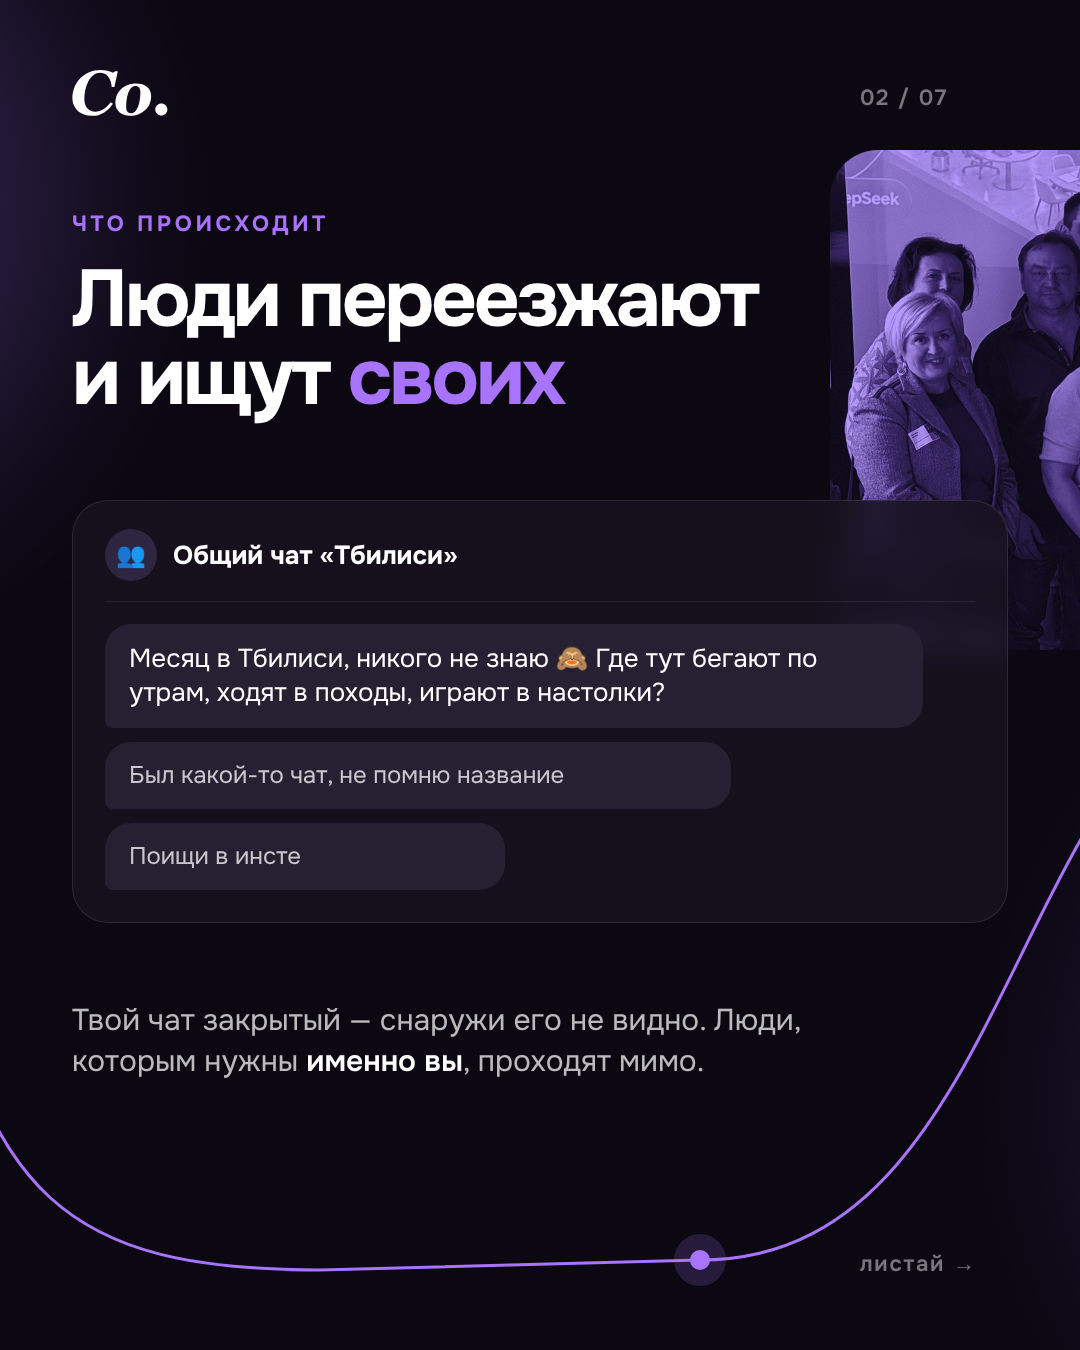 Co.
02 / 07
epSeek
ЧТО ПРОИСХОДИТ
Люди переезжают
и ищут своих
👥 Общий чат «Тбилиси»
Месяц в Тбилиси, никого не знаю 🙈 Где тут бегают по
утрам, ходят в походы, играют в настолки?
Был какой-то чат, не помню название
Поищи в инсте
Твой чат закрытый — снаружи его не видно. Люди,
которым нужны именно вы, проходят мимо.
листай →